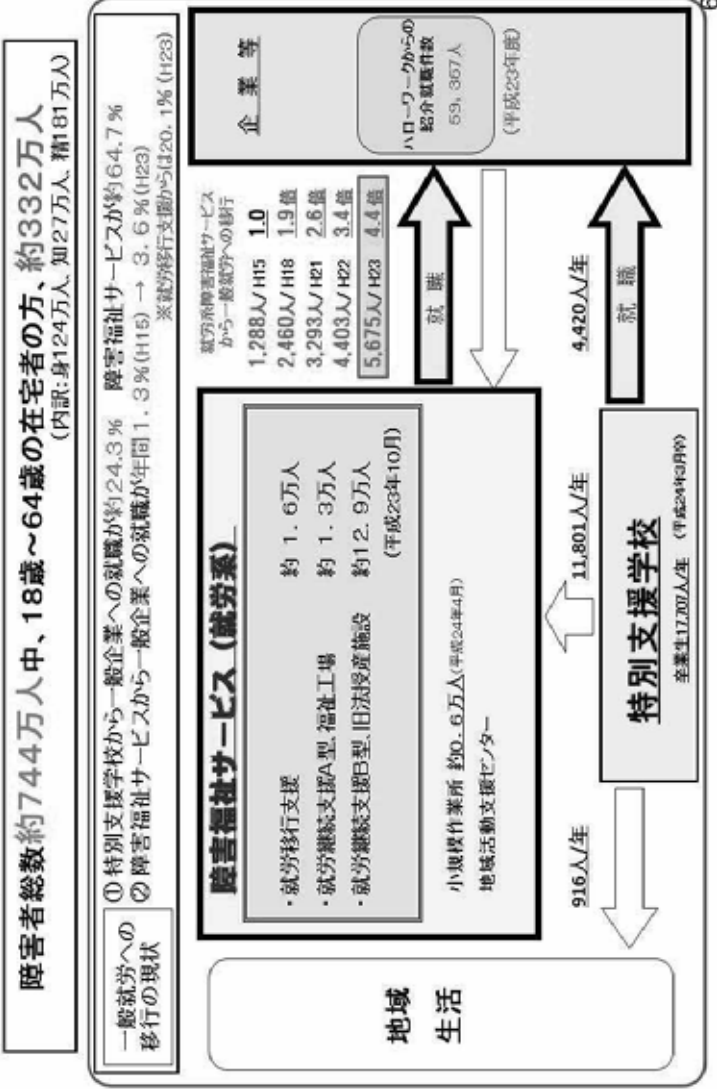 障害者総数約744万人中、18歳～64歳の在宅者の方、約332万人
(内訳:身124万人、知27万人、精181万人)
一般就労への
移行の現状
① 特別支援学校から一般企業への就職が約24.3% 障害福祉サービスが約64.7%
② 障害福祉サービスから一般企業への就職が年間1.3%(H15) → 3.6%(H23)
※就労移行支援からは20.1%(H23)
地域
生活
障害福祉サービス(就労系)
・就労移行支援 約1.6万人
・就労継続支援A型、福祉工場 約1.3万人
・就労継続支援B型、旧法授産施設 約12.9万人
(平成23年10月)
小規模作業所 約0.6万人(平成24年4月)
地域活動支援センター
就労系障害福祉サービス
から一般就労への移行
1,288人/H15 1.0
2,460人/H18 1.9倍
3,293人/H21 2.6倍
4,403人/H22 3.4倍
5,675人/H23 4.4倍
就職
企業等
ハローワークからの
紹介就職件数
59,367人
(平成23年度)
916人/年
11,801人/年
4,420人/年
特別支援学校
卒業生17,707人/年 (平成24年3月卒)
就職